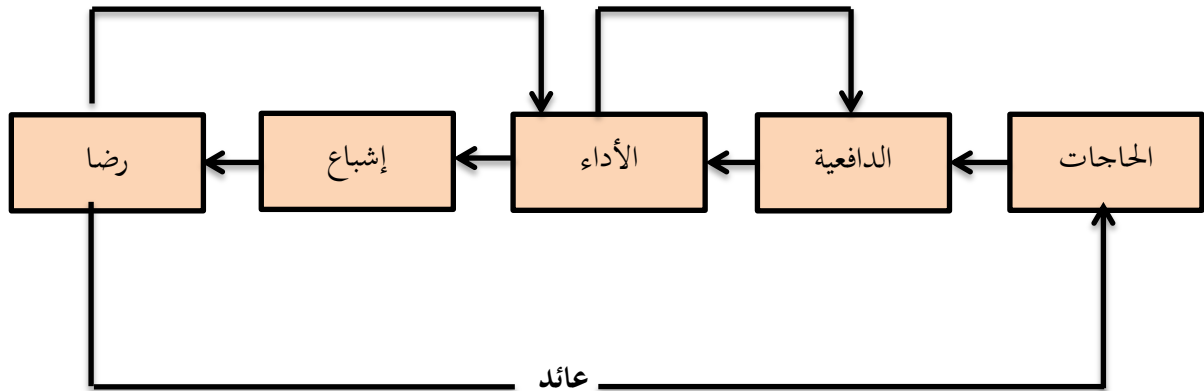 الحاجات
الدافعية
الأداء
إشباع
رضا
عائد